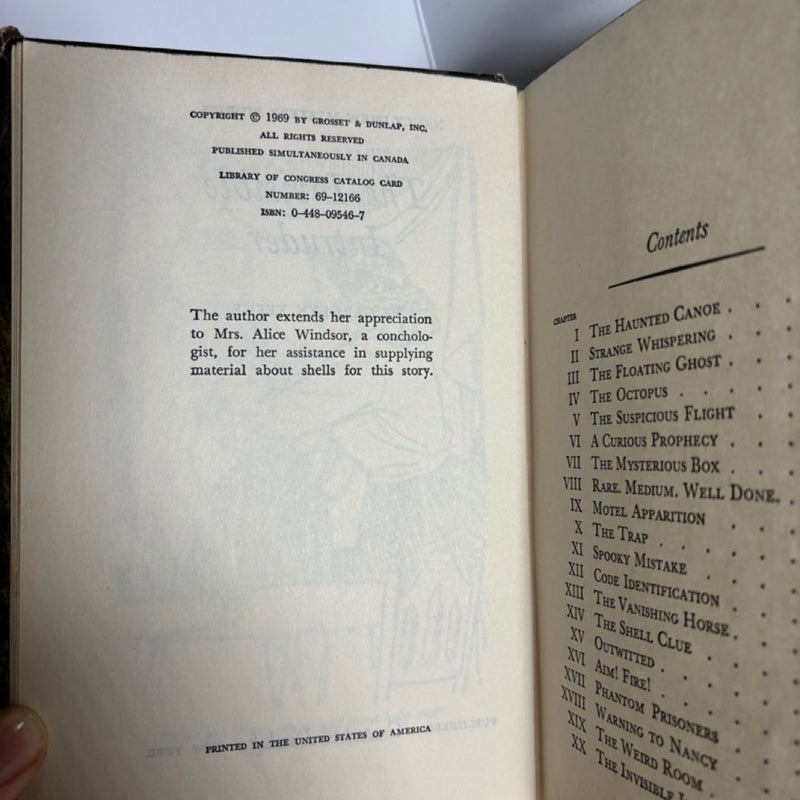 COPYRIGHT © 1969 BY GROSSET & DUNLAP, INC.
ALL RIGHTS RESERVED
PUBLISHED SIMULTANEOUSLY IN CANADA
LIBRARY OF CONGRESS CATALOG CARD
NUMBER: 69-12166
ISBN: 0-448-09546-7
The author extends her appreciation
to Mrs. Alice Windsor, a concholo-
gist, for her assistance in supplying
material about shells for this story.
PRINTED IN THE UNITED STATES OF AMERICA
Contents
CHAPTER
I THE HAUNTED CANOE . . .
II STRANGE WHISPERING . . .
III THE FLOATING GHOST . . .
IV THE OCTOPUS . . . . .
V THE SUSPICIOUS FLIGHT . .
VI A CURIOUS PROPHECY . . .
VII THE MYSTERIOUS BOX . . .
VIII RARE, MEDIUM, WELL DONE. .
IX MOTEL APPARITION . . .
X THE TRAP . . . . .
XI SPOOKY MISTAKE . . .
XII CODE IDENTIFICATION . . .
XIII THE VANISHING HORSE . . .
XIV THE SHELL CLUE . . .
XV OUTWITTED . . . .
XVI AIM! FIRE! . . . .
XVII PHANTOM PRISONERS . .
XVIII WARNING TO NANCY . .
XIX THE WEIRD ROOM . .
XX THE INVISIBLE